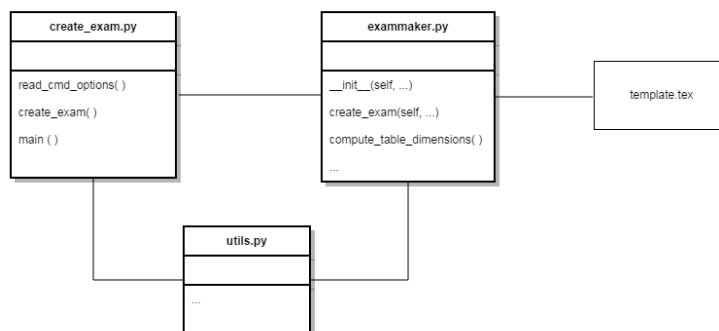 create_exam.py
read_cmd_options( )
create_exam( )
main ( )
exammaker.py
__init__(self, ...)
create_exam(self, ...)
compute_table_dimensions( )
...
template.tex
utils.py
...